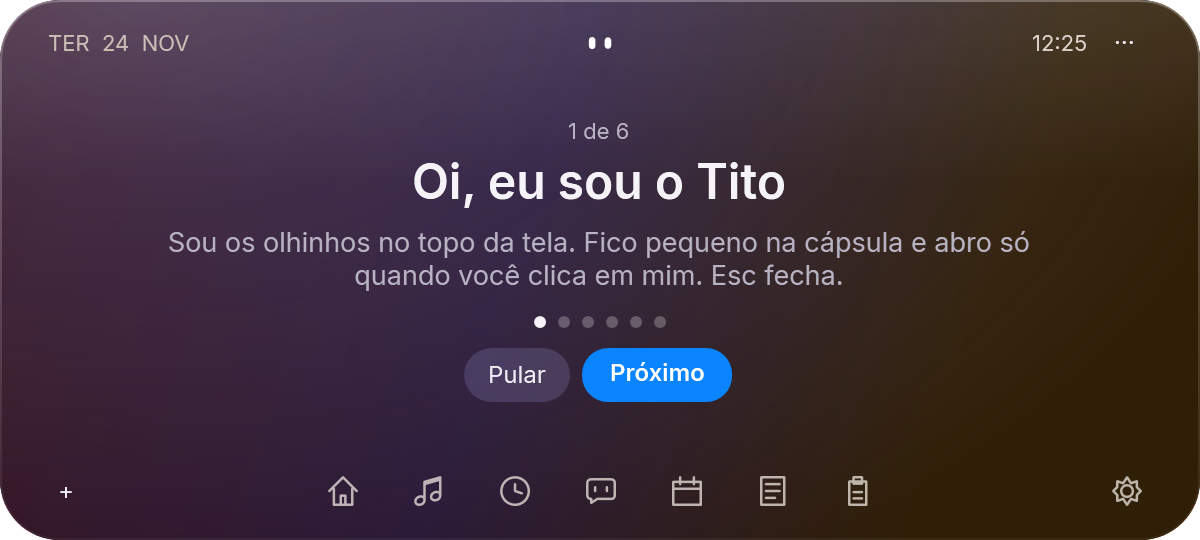 TER 24 NOV
12:25 ···
1 de 6
Oi, eu sou o Tito
Sou os olhinhos no topo da tela. Fico pequeno na cápsula e abro só
quando você clica em mim. Esc fecha.
Pular
Próximo
+